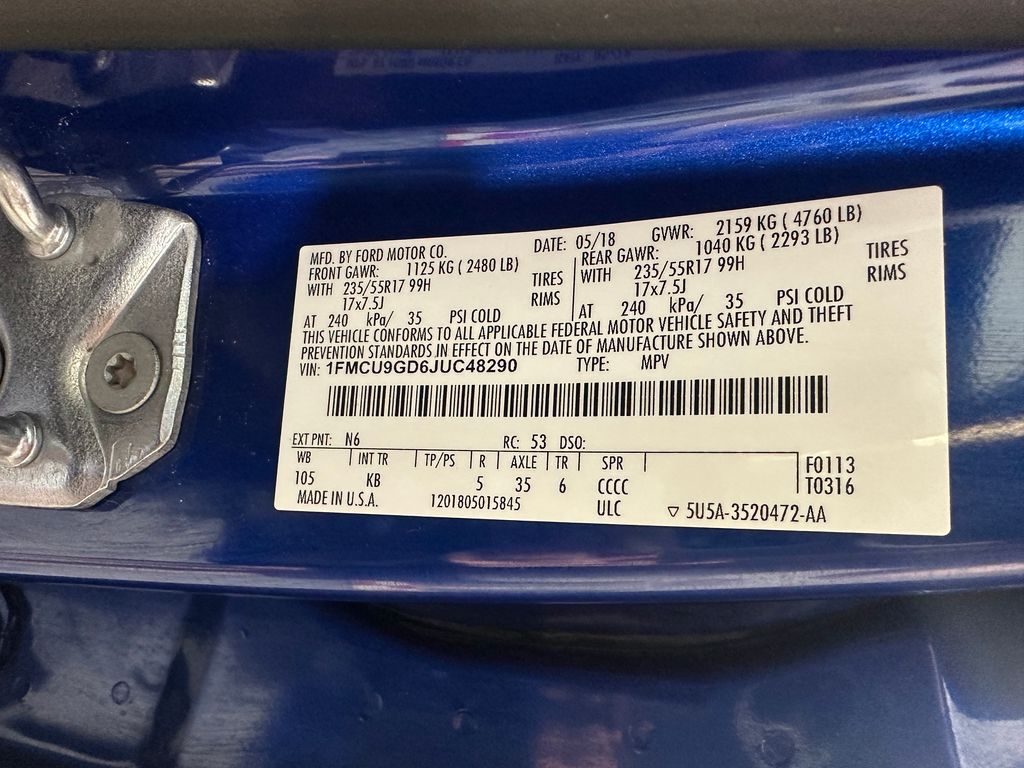 MFD. BY FORD MOTOR CO. DATE: 05/18 GVWR: 2159 KG ( 4760 LB)
FRONT GAWR: 1125 KG ( 2480 LB) REAR GAWR: 1040 KG ( 2293 LB)
WITH 235/55R17 99H TIRES WITH 235/55R17 99H TIRES
17x7.5J RIMS 17x7.5J RIMS
AT 240 kPa/ 35 PSI COLD AT 240 kPa/ 35 PSI COLD
THIS VEHICLE CONFORMS TO ALL APPLICABLE FEDERAL MOTOR VEHICLE SAFETY AND THEFT
PREVENTION STANDARDS IN EFFECT ON THE DATE OF MANUFACTURE SHOWN ABOVE.
VIN: 1FMCU9GD6JUC48290 TYPE: MPV
EXT PNT: N6 RC: 53 DSO:
WB INT TR TP/PS R AXLE TR SPR F0113
105 KB 5 35 6 CCCC T0316
MADE IN U.S.A. 1201805015845 ULC ▽ 5U5A-3520472-AA